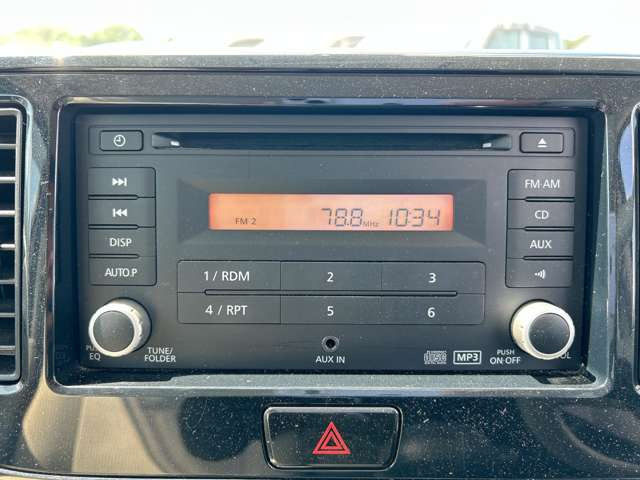 FM·AM
FM 2 78.8 MHz 10:34
CD
DISP
AUX
AUTO.P
1 / RDM 2 3
4 / RPT 5 6
EQ
TUNE/
FOLDER
AUX IN
MP3
PUSH
ON·OFF